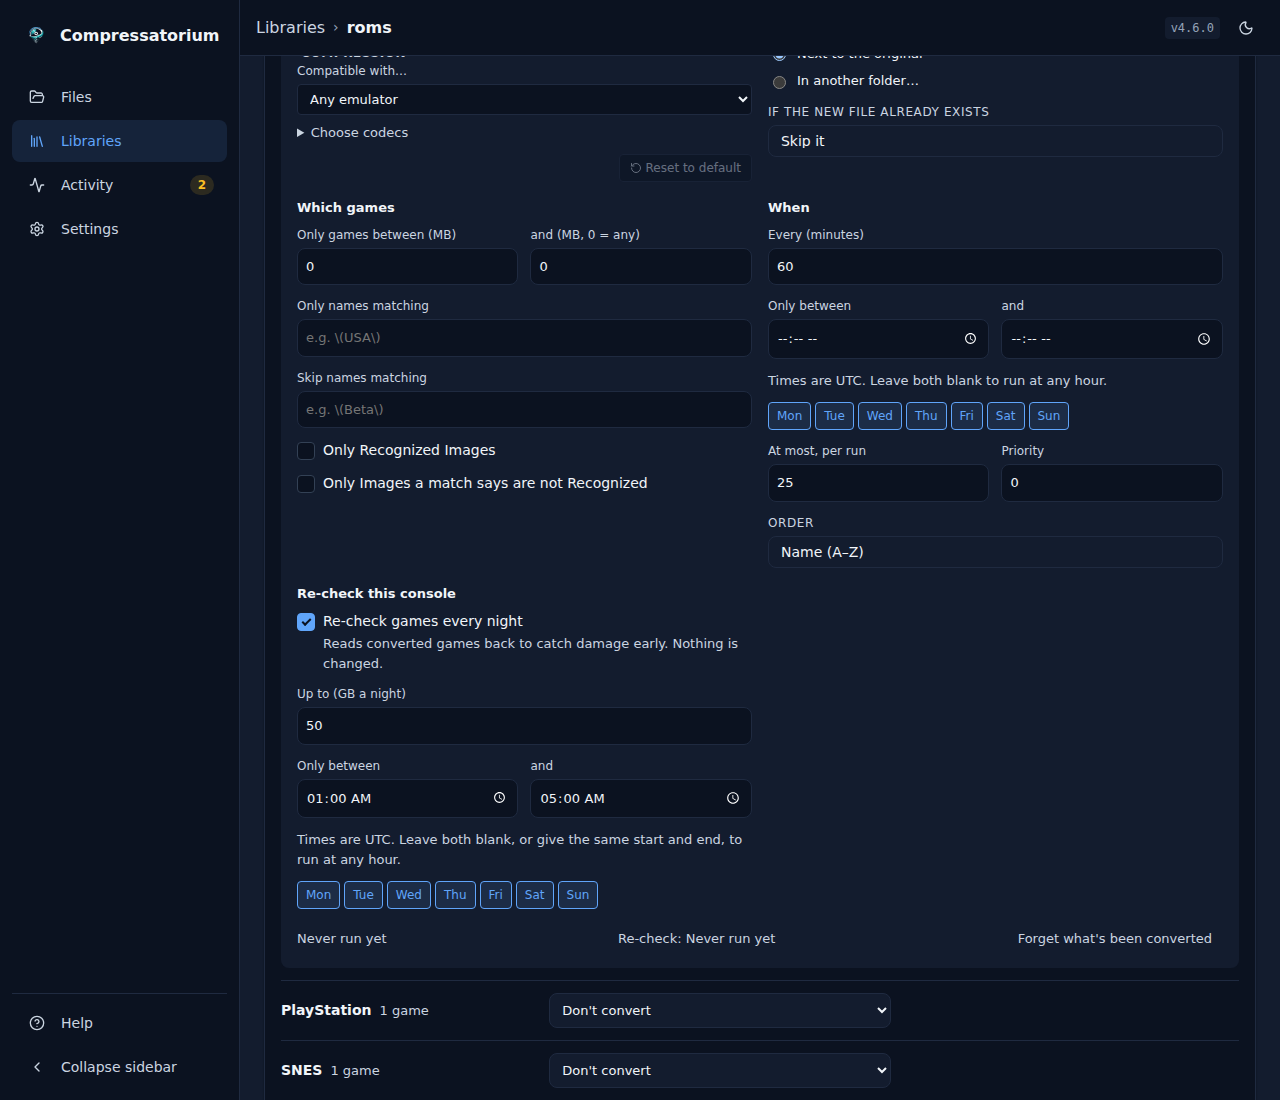 Compressatorium
Files
Libraries
Activity
2
Settings
Help
Collapse sidebar
Libraries › roms
v4.6.0
Compatible with…
Any emulator
Choose codecs
Reset to default
Next to the original
In another folder…
IF THE NEW FILE ALREADY EXISTS
Skip it
Which games
Only games between (MB)
and (MB, 0 = any)
0
0
Only names matching
e.g. \(USA\)
Skip names matching
e.g. \(Beta\)
Only Recognized Images
Only Images a match says are not Recognized
When
Every (minutes)
60
Only between
and
--:-- --
--:-- --
Times are UTC. Leave both blank to run at any hour.
Mon Tue Wed Thu Fri Sat Sun
At most, per run
Priority
25
0
ORDER
Name (A–Z)
Re-check this console
Re-check games every night
Reads converted games back to catch damage early. Nothing is
changed.
Up to (GB a night)
50
Only between
and
01:00 AM
05:00 AM
Times are UTC. Leave both blank, or give the same start and end, to
run at any hour.
Mon Tue Wed Thu Fri Sat Sun
Never run yet
Re-check: Never run yet
Forget what's been converted
PlayStation 1 game
Don't convert
SNES 1 game
Don't convert